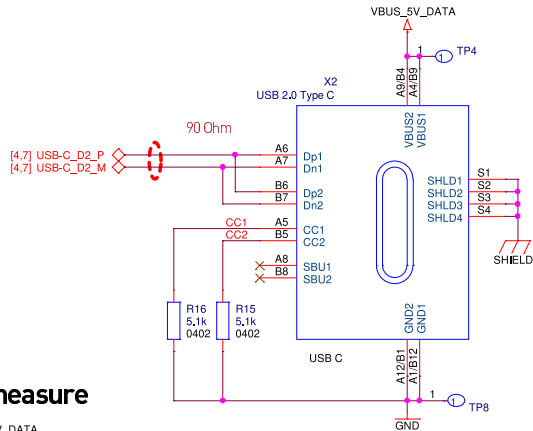 VBUS_5V_DATA
1
1
TP4
A9/B4
A4/B9
X2
USB 2.0 Type C
VBUS2
VBUS1
90 Ohm
[4,7] USB-C_D2_P
[4,7] USB-C_D2_M
A6
Dp1
A7
Dn1
B6
Dp2
B7
Dn2
CC1
A5
CC1
CC2
B5
CC2
A8
SBU1
B8
SBU2
SHLD1
S1
SHLD2
S2
SHLD3
S3
SHLD4
S4
SHIELD
R16
5.1k
0402
R15
5.1k
0402
GND2
GND1
USB C
A12/B1
A1/B12
1
1
TP8
GND
measure